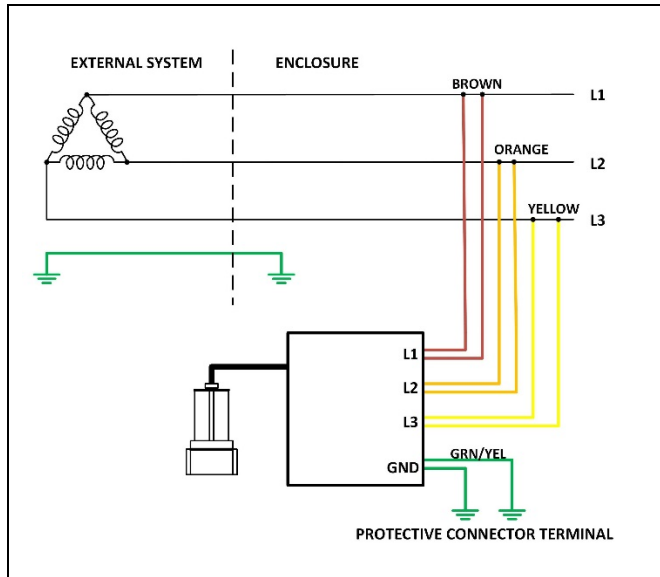 EXTERNAL SYSTEM
ENCLOSURE
BROWN
L1
ORANGE
L2
YELLOW
L3
L1
L2
L3
GRN/YEL
GND
PROTECTIVE CONNECTOR TERMINAL